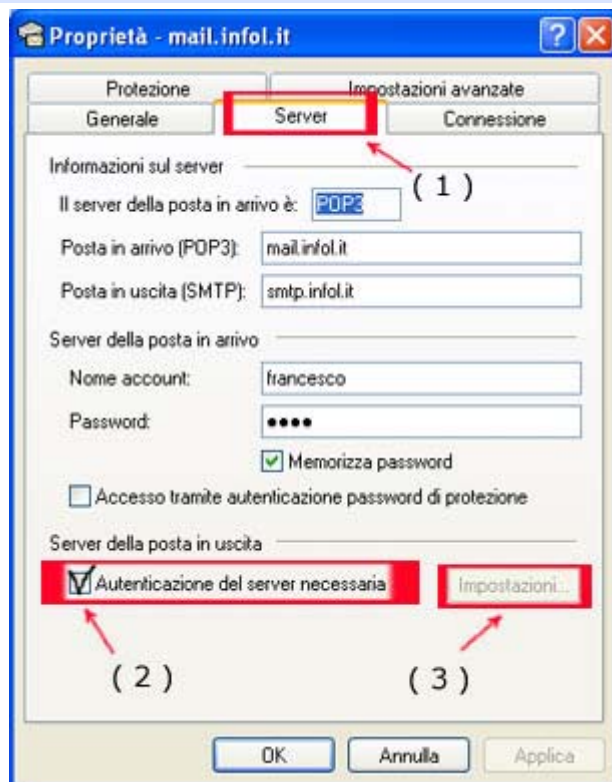 Proprietà - mail.infol.it
Protezione
Impostazioni avanzate
Generale
Server
Connessione
( 1 )
Informazioni sul server
Il server della posta in arrivo è: POP3
Posta in arrivo (POP3): mail.infol.it
Posta in uscita (SMTP): smtp.infol.it
Server della posta in arrivo
Nome account: francesco
Password: ●●●●
Memorizza password
Accesso tramite autenticazione password di protezione
Server della posta in uscita
Autenticazione del server necessaria
Impostazioni...
( 2 )
( 3 )
OK
Annulla
Applica